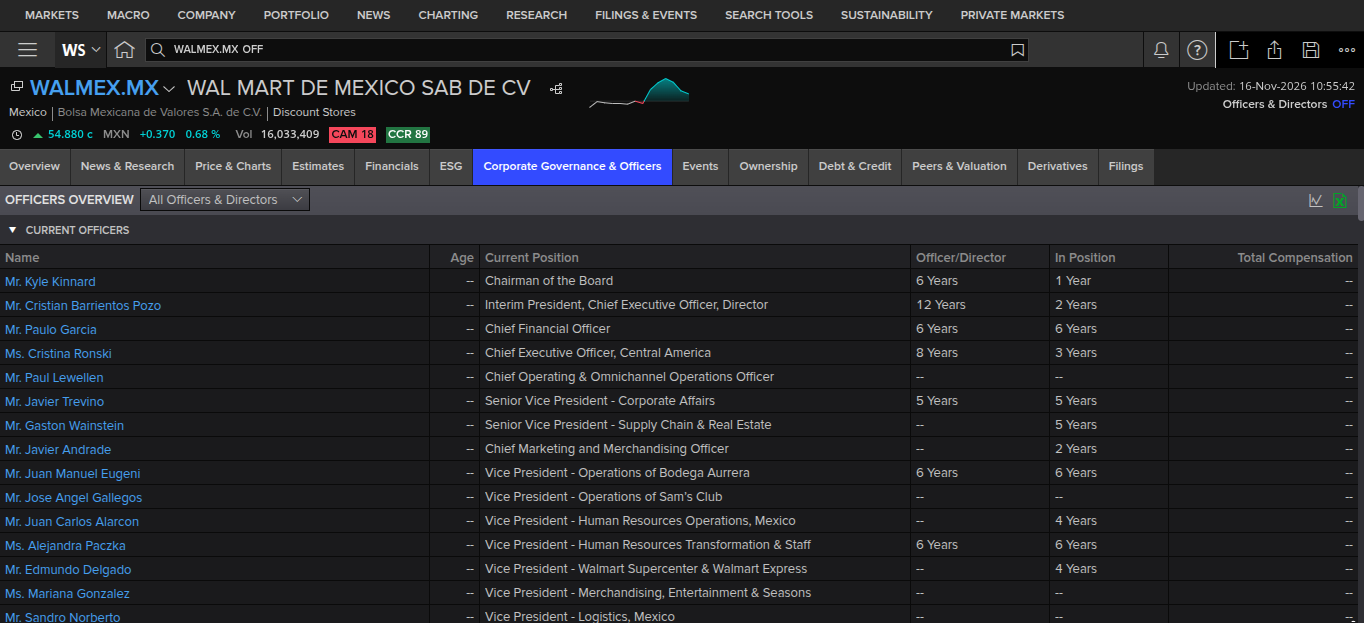 MARKETS MACRO COMPANY PORTFOLIO NEWS CHARTING RESEARCH FILINGS & EVENTS SEARCH TOOLS SUSTAINABILITY PRIVATE MARKETS
WS WALMEX.MX OFF ?
WALMEX.MX WAL MART DE MEXICO SAB DE CV Updated: 16-Nov-2026 10:55:42
Mexico | Bolsa Mexicana de Valores S.A. de C.V. | Discount Stores Officers & Directors OFF
54.880 c MXN +0.370 0.68 % Vol 16,033,409 CAM 18 CCR 89
Overview News & Research Price & Charts Estimates Financials ESG Corporate Governance & Officers Events Ownership Debt & Credit Peers & Valuation Derivatives Filings
OFFICERS OVERVIEW All Officers & Directors
CURRENT OFFICERS
Name Age Current Position Officer/Director In Position Total Compensation
Mr. Kyle Kinnard -- Chairman of the Board 6 Years 1 Year --
Mr. Cristian Barrientos Pozo -- Interim President, Chief Executive Officer, Director 12 Years 2 Years --
Mr. Paulo Garcia -- Chief Financial Officer 6 Years 6 Years --
Ms. Cristina Ronski -- Chief Executive Officer, Central America 8 Years 3 Years --
Mr. Paul Lewellen -- Chief Operating & Omnichannel Operations Officer -- -- --
Mr. Javier Trevino -- Senior Vice President - Corporate Affairs 5 Years 5 Years --
Mr. Gaston Wainstein -- Senior Vice President - Supply Chain & Real Estate -- 5 Years --
Mr. Javier Andrade -- Chief Marketing and Merchandising Officer -- 2 Years --
Mr. Juan Manuel Eugeni -- Vice President - Operations of Bodega Aurrera 6 Years 6 Years --
Mr. Jose Angel Gallegos -- Vice President - Operations of Sam's Club -- -- --
Mr. Juan Carlos Alarcon -- Vice President - Human Resources Operations, Mexico -- 4 Years --
Ms. Alejandra Paczka -- Vice President - Human Resources Transformation & Staff 6 Years 6 Years --
Mr. Edmundo Delgado -- Vice President - Walmart Supercenter & Walmart Express -- 4 Years --
Ms. Mariana Gonzalez -- Vice President - Merchandising, Entertainment & Seasons -- -- --
Mr. Sandro Norberto -- Vice President - Logistics, Mexico -- -- --